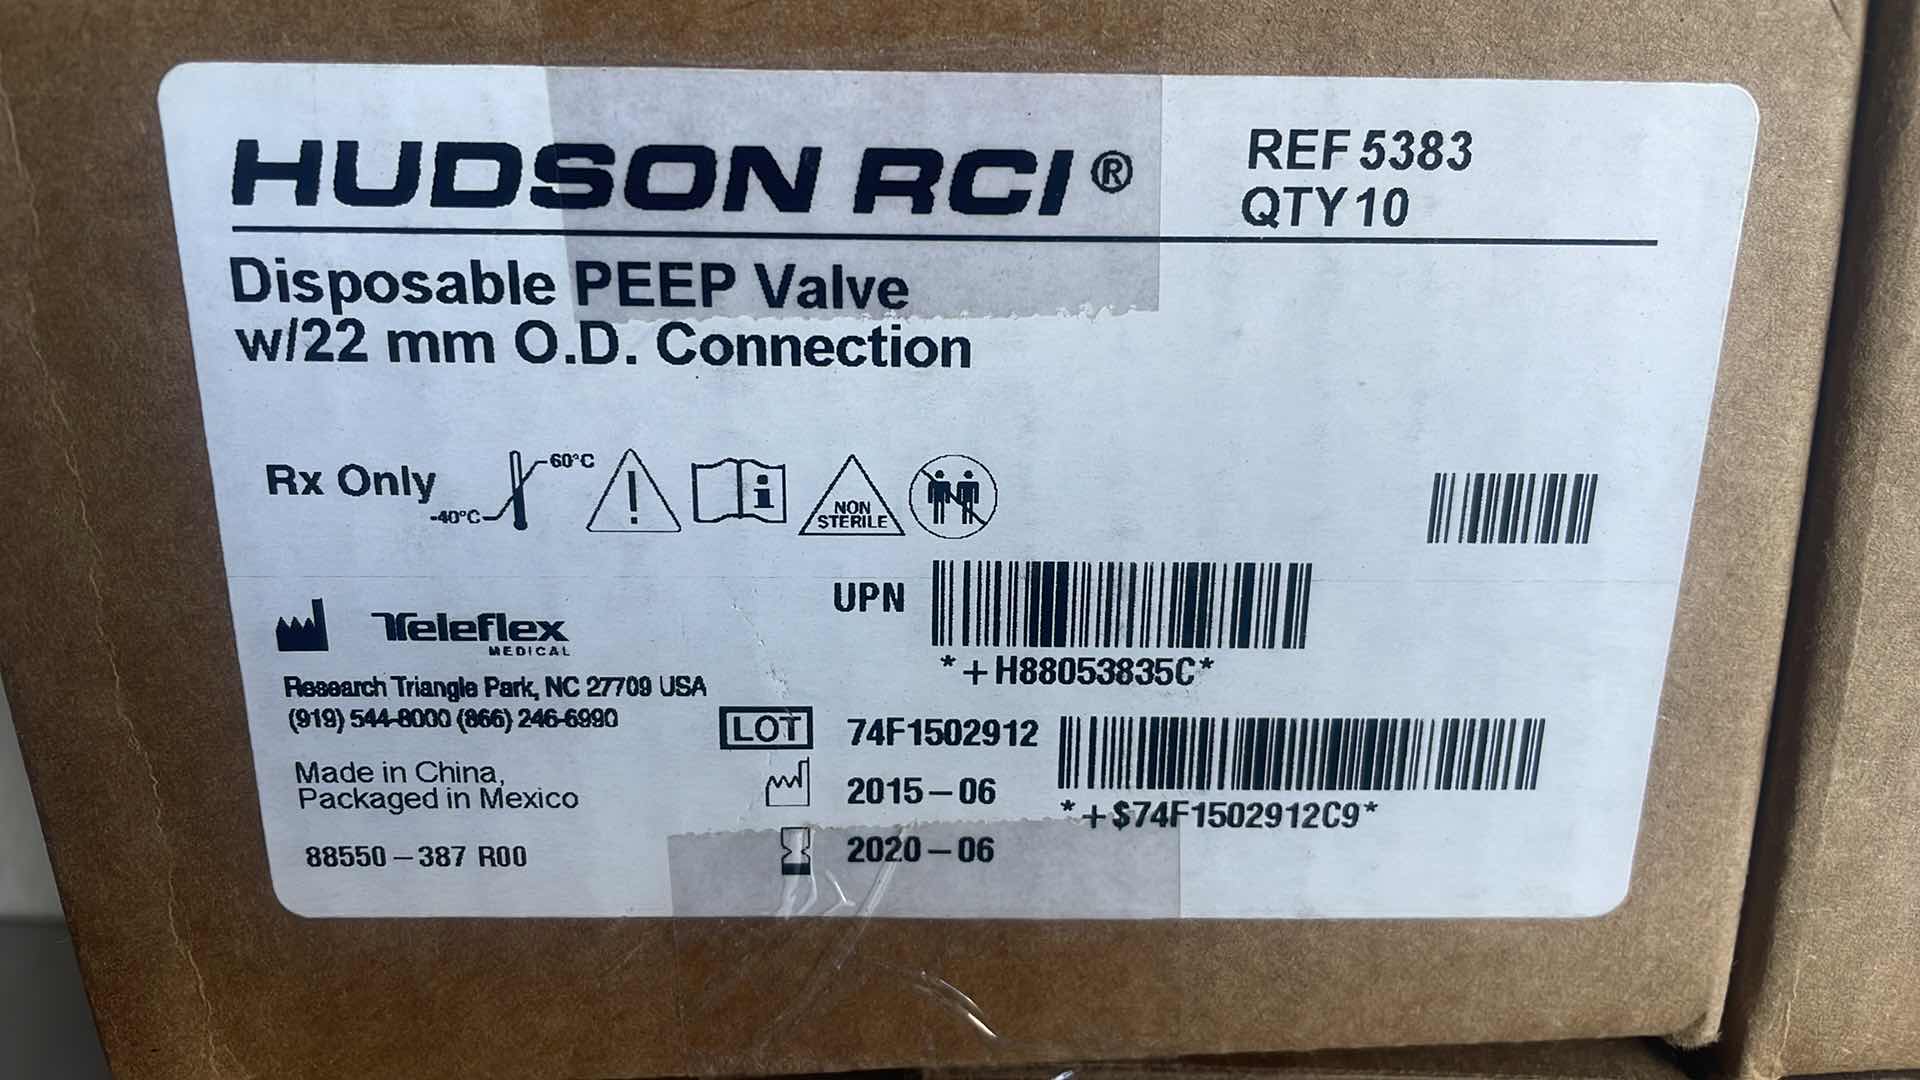 HUDSON RCI®
REF 5383
QTY 10
Disposable PEEP Valve
w/22 mm O.D. Connection
Rx Only
-40°C
60°C
!
i
NON
STERILE
UPN
*+H88053835C*
Teleflex
MEDICAL
Research Triangle Park, NC 27709 USA
(919) 544-8000 (866) 246-6990
LOT 74F1502912
2015-06
*+$74F1502912C9*
Made in China,
Packaged in Mexico
2020-06
88550-387 R00